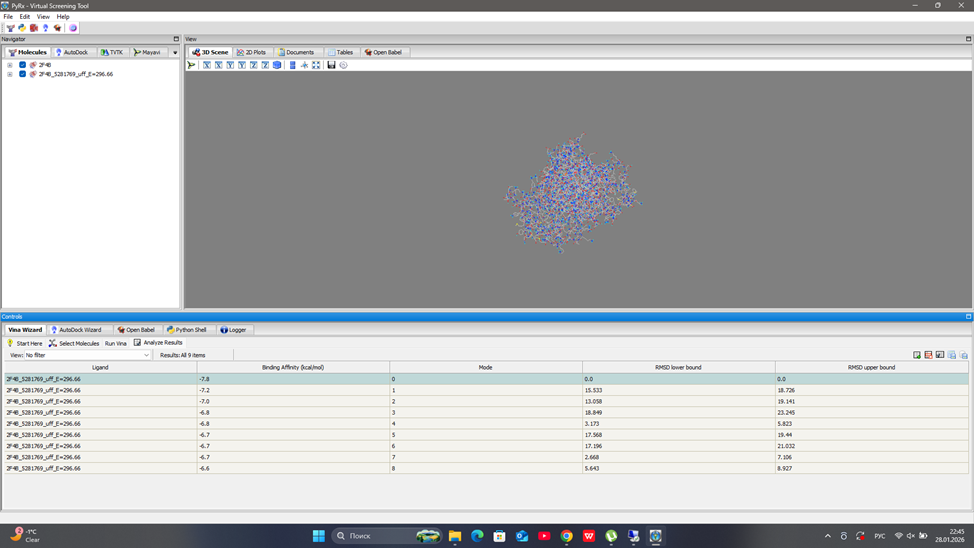 PyRx - Virtual Screening Tool
File Edit View Help
Navigator
View
Molecules AutoDock TVTK Mayavi
3D Scene 2D Plots Documents Tables Open Babel
2F4B
2F4B_5281769_uff_E=296.66
X X Y Y Z Z
Controls
Vina Wizard AutoDock Wizard Open Babel Python Shell Logger
Start Here Select Molecules Run Vina Analyze Results
View: No filter Results: All 9 items
Ligand Binding Affinity (kcal/mol) Mode RMSD lower bound RMSD upper bound
2F4B_5281769_uff_E=296.66 -7.8 0 0.0 0.0
2F4B_5281769_uff_E=296.66 -7.2 1 15.533 18.726
2F4B_5281769_uff_E=296.66 -7.0 2 13.058 19.141
2F4B_5281769_uff_E=296.66 -6.8 3 18.849 23.245
2F4B_5281769_uff_E=296.66 -6.8 4 3.173 5.823
2F4B_5281769_uff_E=296.66 -6.7 5 17.568 19.44
2F4B_5281769_uff_E=296.66 -6.7 6 17.196 21.032
2F4B_5281769_uff_E=296.66 -6.7 7 2.668 7.106
2F4B_5281769_uff_E=296.66 -6.6 8 5.643 8.927
-1°C
Clear
Поиск
РУС
22:45
28.01.2026